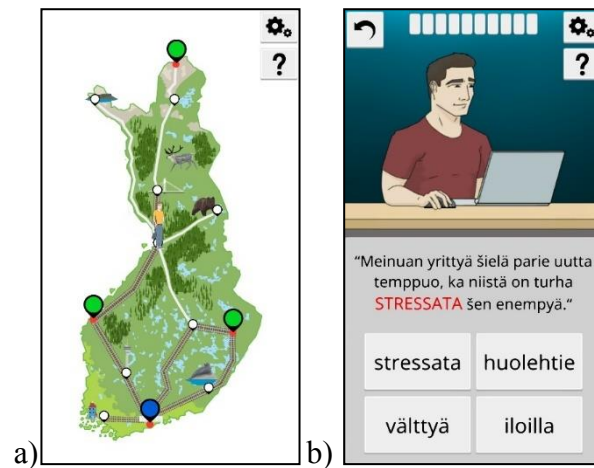 ?
?
“Meinuan yrittyä šielä parie uutta
temppuo, ka niistä on turha
STRESSATA šen enempyä.“
stressata huolehtie
välttyä iloilla
a) b)